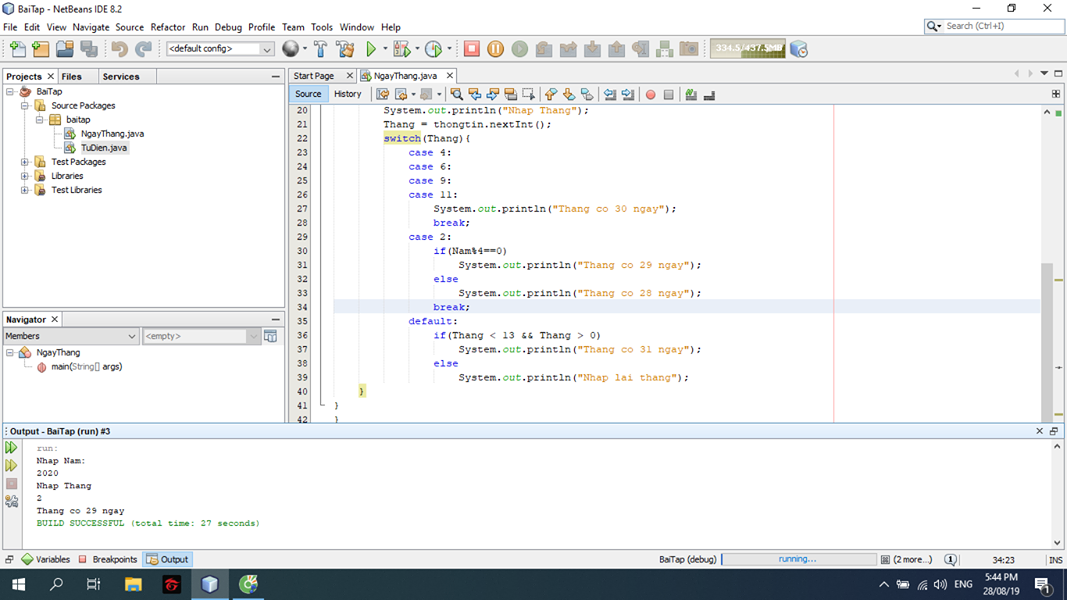 BaiTap - NetBeans IDE 8.2
File Edit View Navigate Source Refactor Run Debug Profile Team Tools Window Help
Search (Ctrl+I)
<default config>
334.5/437.5MB
Projects Files Services
Start Page NgayThang.java
Source History
BaiTap
Source Packages
baitap
NgayThang.java
TuDien.java
Test Packages
Libraries
Test Libraries
20 System.out.println("Nhap Thang");
21 Thang = thongtin.nextInt();
22 switch(Thang){
23 case 4:
24 case 6:
25 case 9:
26 case 11:
27 System.out.println("Thang co 30 ngay");
28 break;
29 case 2:
30 if(Nam%4==0)
31 System.out.println("Thang co 29 ngay");
32 else
33 System.out.println("Thang co 28 ngay");
34 break;
35 default:
36 if(Thang < 13 && Thang > 0)
37 System.out.println("Thang co 31 ngay");
38 else
39 System.out.println("Nhap lai thang");
40 }
41 }
42 }
Navigator
Members <empty>
NgayThang
main(String[] args)
Output - BaiTap (run) #3
run:
Nhap Nam:
2020
Nhap Thang
2
Thang co 29 ngay
BUILD SUCCESSFUL (total time: 27 seconds)
Variables Breakpoints Output
BaiTap (debug) running... (2 more...) 1 34:23 INS
ENG
5:44 PM
28/08/19
1